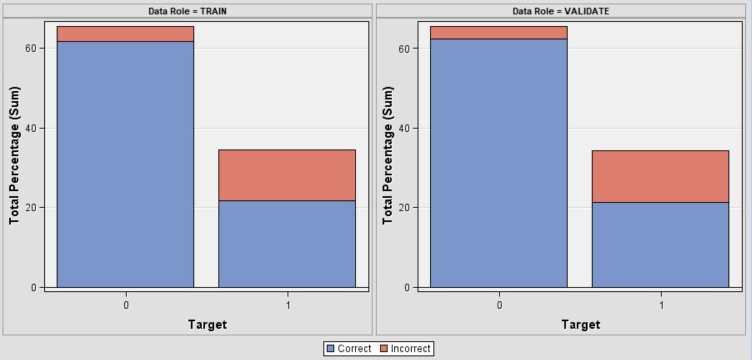 Data Role = TRAIN
Data Role = VALIDATE
Total Percentage (Sum)
60
40
20
0
0
1
Target
Total Percentage (Sum)
60
40
20
0
0
1
Target
Correct Incorrect